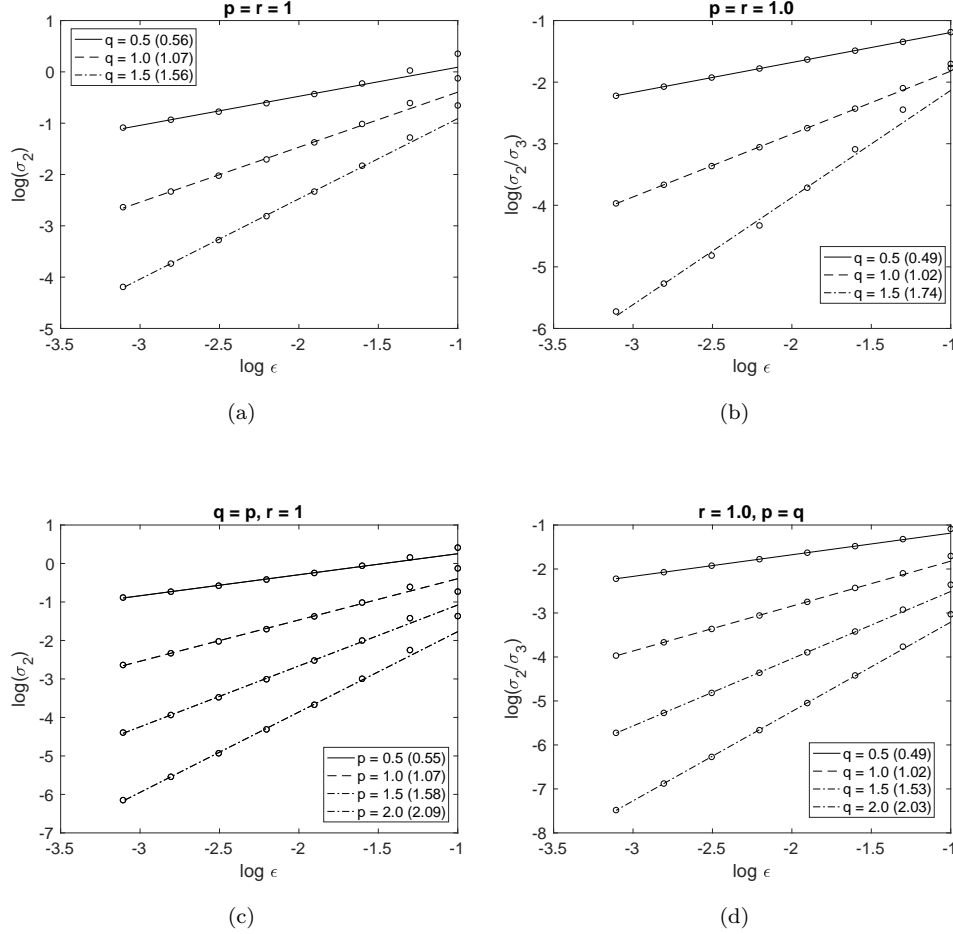 p = r = 1
q = 0.5 (0.56)
q = 1.0 (1.07)
q = 1.5 (1.56)
1
0
-1
-2
-3
-4
-5
log(σ2)
-3.5 -3 -2.5 -2 -1.5 -1
log ϵ
(a)
p = r = 1.0
-1
-2
-3
-4
-5
-6
log(σ2/σ3)
q = 0.5 (0.49)
q = 1.0 (1.02)
q = 1.5 (1.74)
-3.5 -3 -2.5 -2 -1.5 -1
log ϵ
(b)
q = p, r = 1
1
0
-1
-2
-3
-4
-5
-6
-7
log(σ2)
p = 0.5 (0.55)
p = 1.0 (1.07)
p = 1.5 (1.58)
p = 2.0 (2.09)
-3.5 -3 -2.5 -2 -1.5 -1
log ϵ
(c)
r = 1.0, p = q
-1
-2
-3
-4
-5
-6
-7
-8
log(σ2/σ3)
q = 0.5 (0.49)
q = 1.0 (1.02)
q = 1.5 (1.53)
q = 2.0 (2.03)
-3.5 -3 -2.5 -2 -1.5 -1
log ϵ
(d)